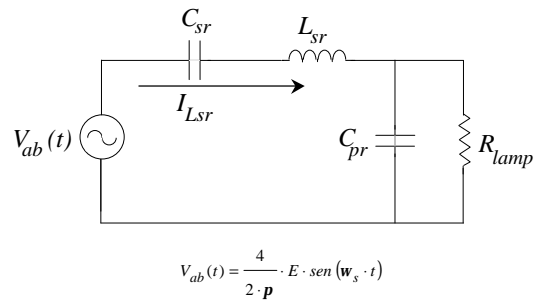 C_sr
L_sr
I_Lsr
V_ab(t)
C_pr
R_lamp
V_ab(t) = 4 / (2 · p) · E · sen (w_s · t)